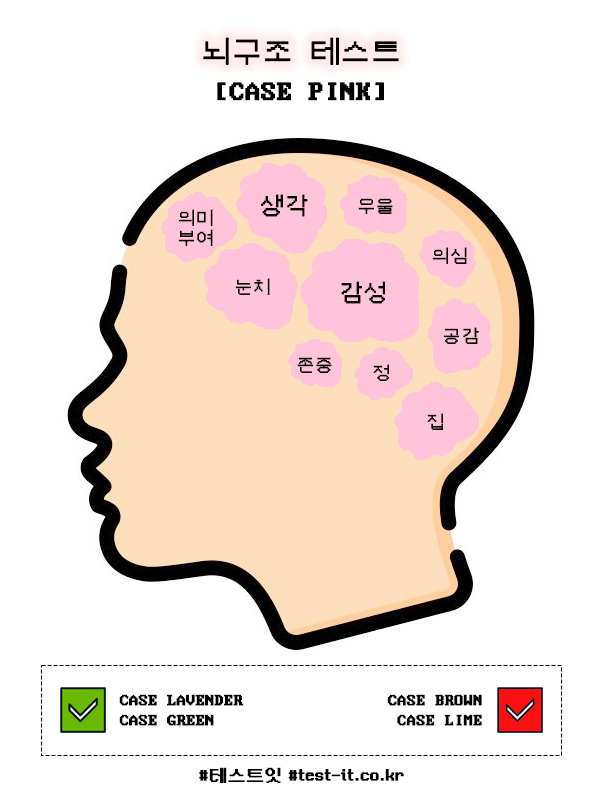 뇌구조 테스트
[CASE PINK]
생각
우울
의미
부여
의심
눈치
감성
공감
존중
정
집
CASE LAVENDER
CASE GREEN
CASE BROWN
CASE LIME
#테스트잇 #test-it.co.kr